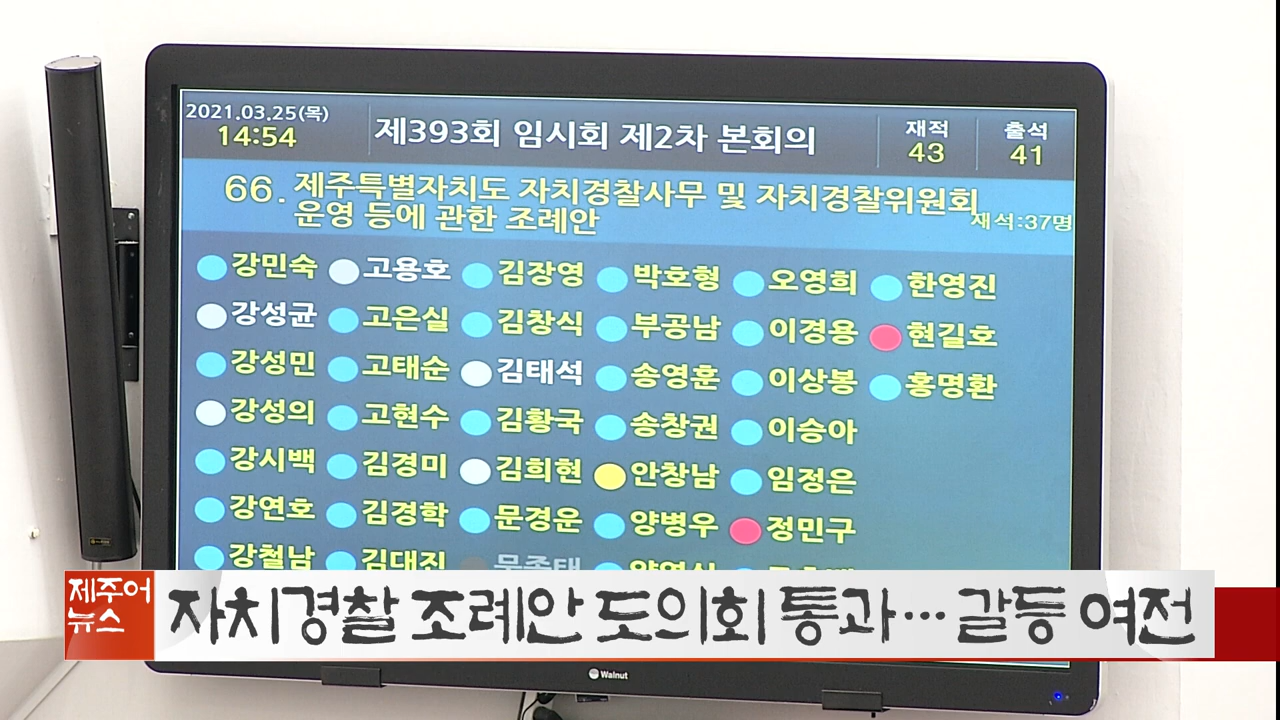 2021.03.25(목)
14:54
제393회 임시회 제2차 본회의
재적
43
출석
41
66. 제주특별자치도 자치경찰사무 및 자치경찰위원회
운영 등에 관한 조례안
재석:37명
강민숙 고용호 김장영 박호형 오영희 한영진
강성균 고은실 김창식 부공남 이경용 현길호
강성민 고태순 김태석 송영훈 이상봉 홍명환
강성의 고현수 김황국 송창권 이승아
강시백 김경미 김희현 안창남 임정은
강연호 김경학 문경운 양병우 정민구
강철남 김대진 문종태
제주어
뉴스
자치경찰 조례안 도의회 통과… 갈등 여전
Walnut